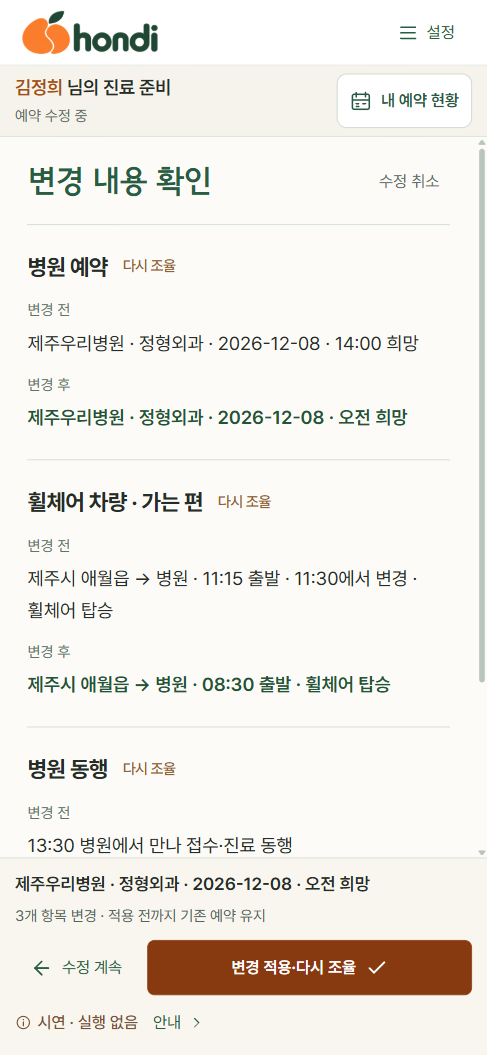 hondi
설정
김정희 님의 진료 준비
예약 수정 중
내 예약 현황
변경 내용 확인
수정 취소
병원 예약 다시 조율
변경 전
제주우리병원 · 정형외과 · 2026-12-08 · 14:00 희망
변경 후
제주우리병원 · 정형외과 · 2026-12-08 · 오전 희망
휠체어 차량 · 가는 편 다시 조율
변경 전
제주시 애월읍 → 병원 · 11:15 출발 · 11:30에서 변경 ·
휠체어 탑승
변경 후
제주시 애월읍 → 병원 · 08:30 출발 · 휠체어 탑승
병원 동행 다시 조율
변경 전
13:30 병원에서 만나 접수·진료 동행
제주우리병원 · 정형외과 · 2026-12-08 · 오전 희망
3개 항목 변경 · 적용 전까지 기존 예약 유지
← 수정 계속
변경 적용·다시 조율 ✓
시연 · 실행 없음 안내 >